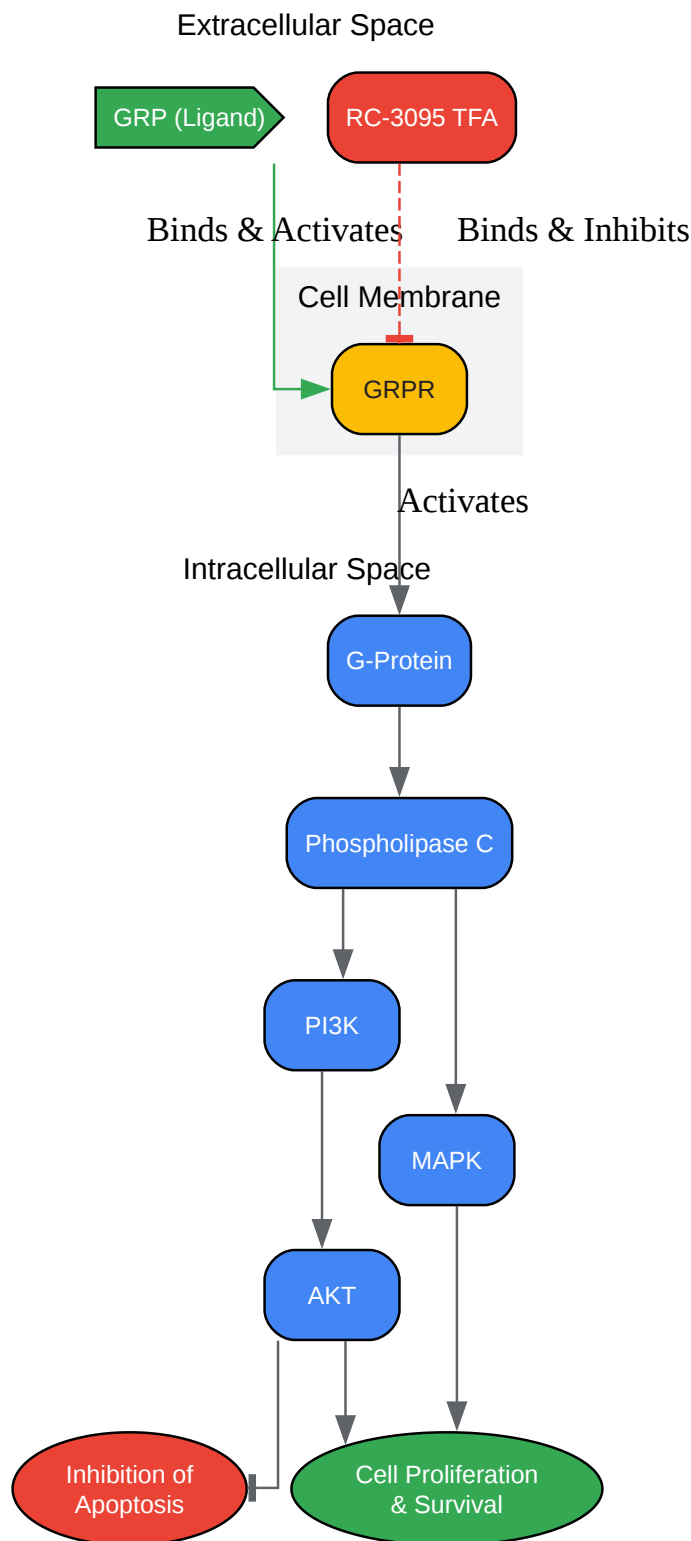 Extracellular Space
GRP (Ligand)
RC-3095 TFA
Binds & Activates
Binds & Inhibits
Cell Membrane
GRPR
Activates
Intracellular Space
G-Protein
Phospholipase C
PI3K
MAPK
AKT
Inhibition of
Apoptosis
Cell Proliferation
& Survival